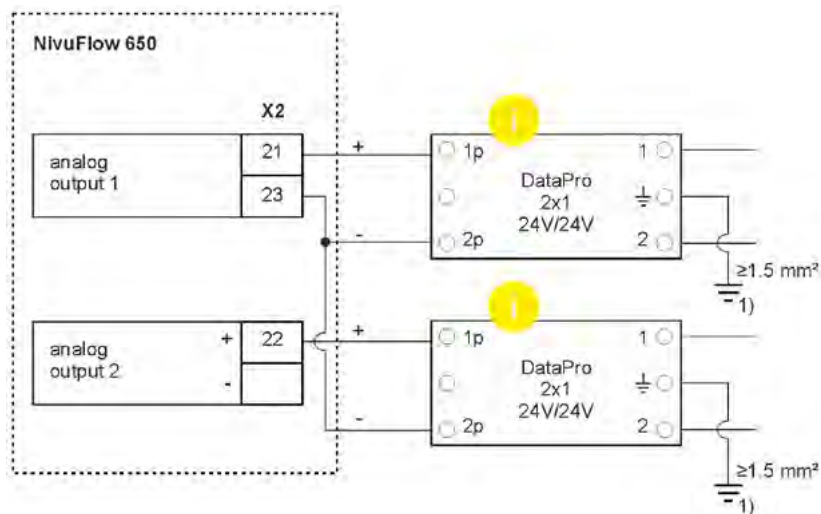 NivuFlow 650
X2
analog
output 1
21
23
+
-
1p
2p
DataPro
2x1
24V/24V
1
2
≥1.5 mm²
1)
analog
output 2
+
-
22
+
-
1p
2p
DataPro
2x1
24V/24V
1
2
≥1.5 mm²
1)